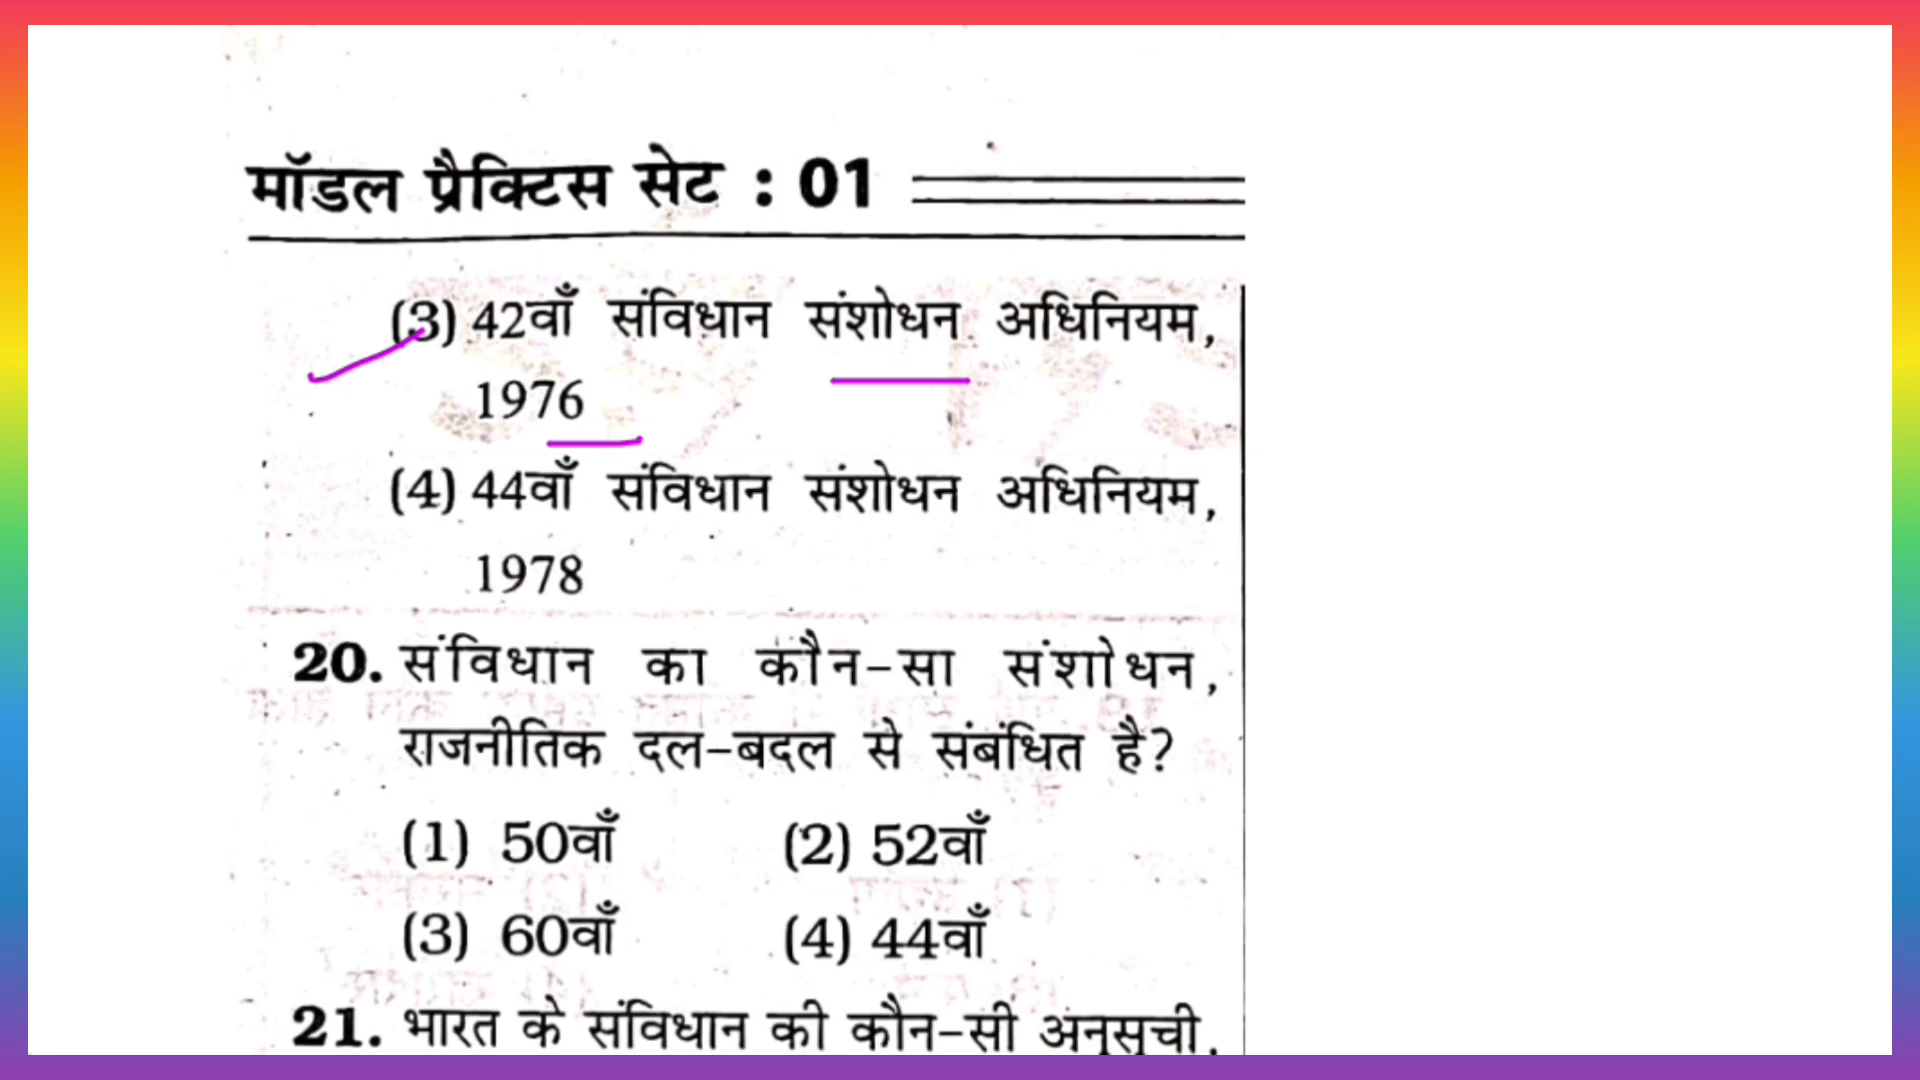 मॉडल प्रैक्टिस सेट : 01
(3) 42वाँ संविधान संशोधन अधिनियम,
1976
(4) 44वाँ संविधान संशोधन अधिनियम,
1978
20. संविधान का कौन-सा संशोधन,
राजनीतिक दल-बदल से संबंधित है?
(1) 50वाँ (2) 52वाँ
(3) 60वाँ (4) 44वाँ
21. भारत के संविधान की कौन-सी अनुसूची,